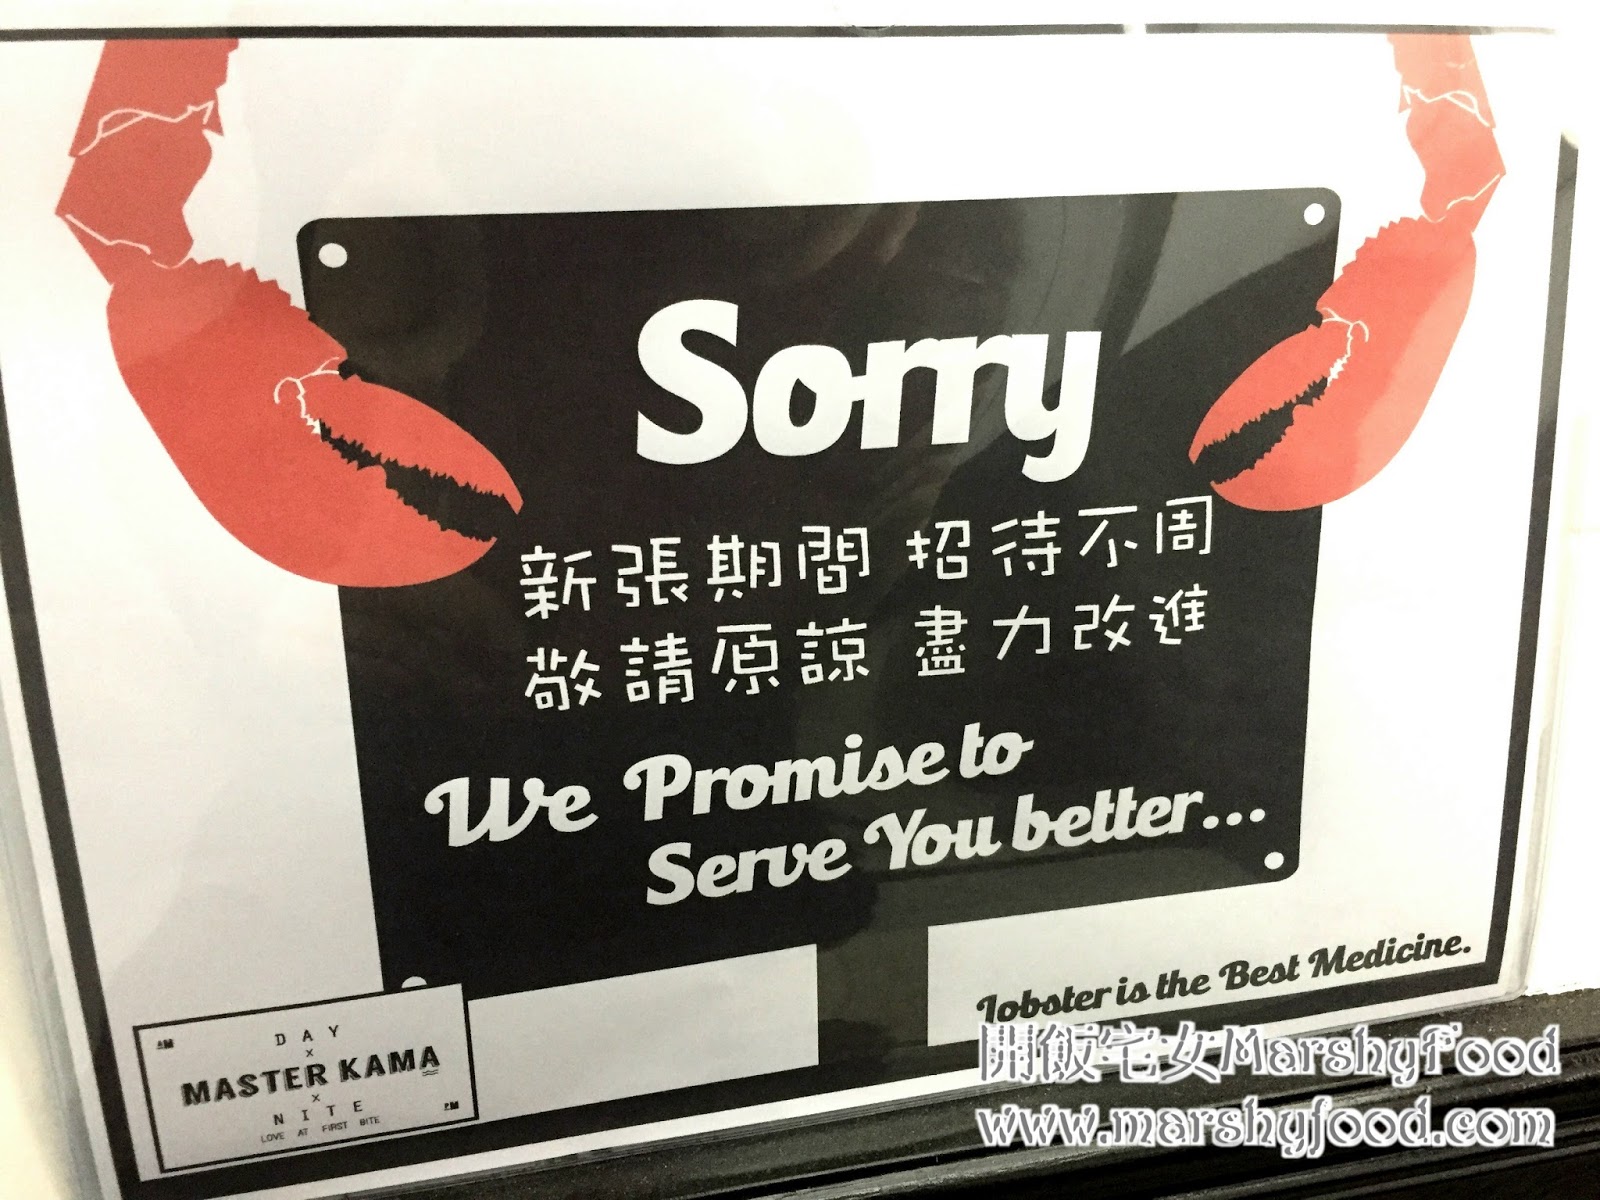 Sorry
新張期間 招待不周
敬請原諒 盡力改進
We Promise to
Serve You better...
Lobster is the Best Medicine.
AM
DAY
x
MASTER KAMA
x
NITE
PM
LOVE AT FIRST BITE
開飯宅女MarshyFood
www.marshyfood.com